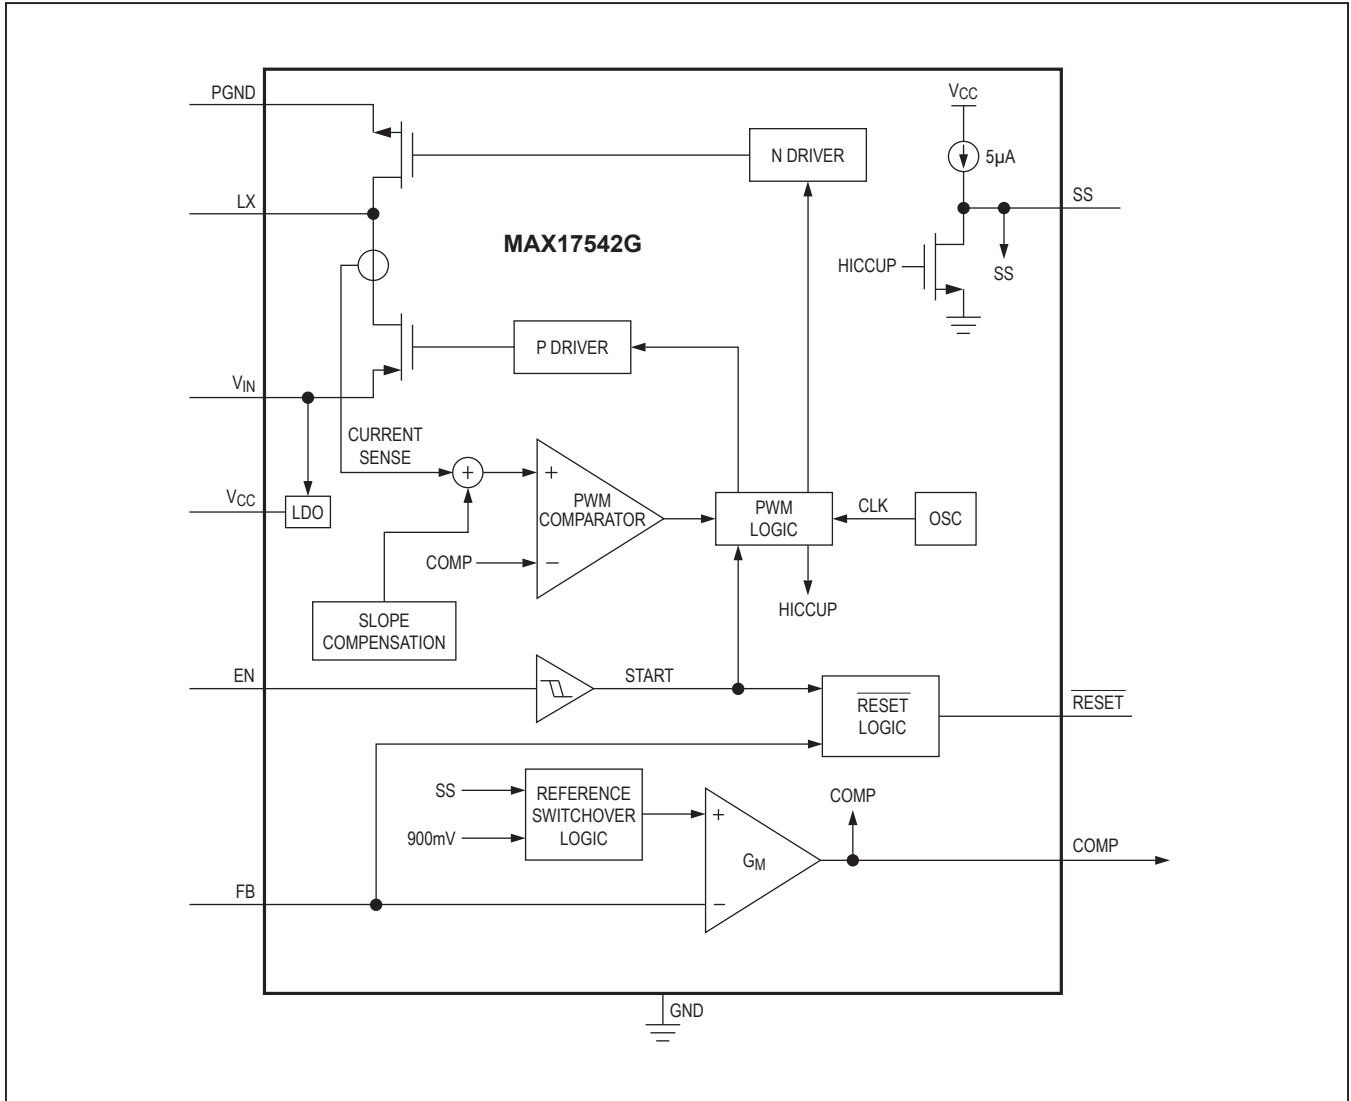 PGND
VCC
N DRIVER
5µA
LX
SS
MAX17542G
HICCUP
SS
P DRIVER
VIN
CURRENT
SENSE
+
+
VCC
LDO
PWM
COMPARATOR
PWM
LOGIC
CLK
OSC
COMP
−
HICCUP
SLOPE
COMPENSATION
EN
START
RESET
LOGIC
RESET
SS
REFERENCE
SWITCHOVER
LOGIC
900mV
+
GM
−
COMP
COMP
FB
GND